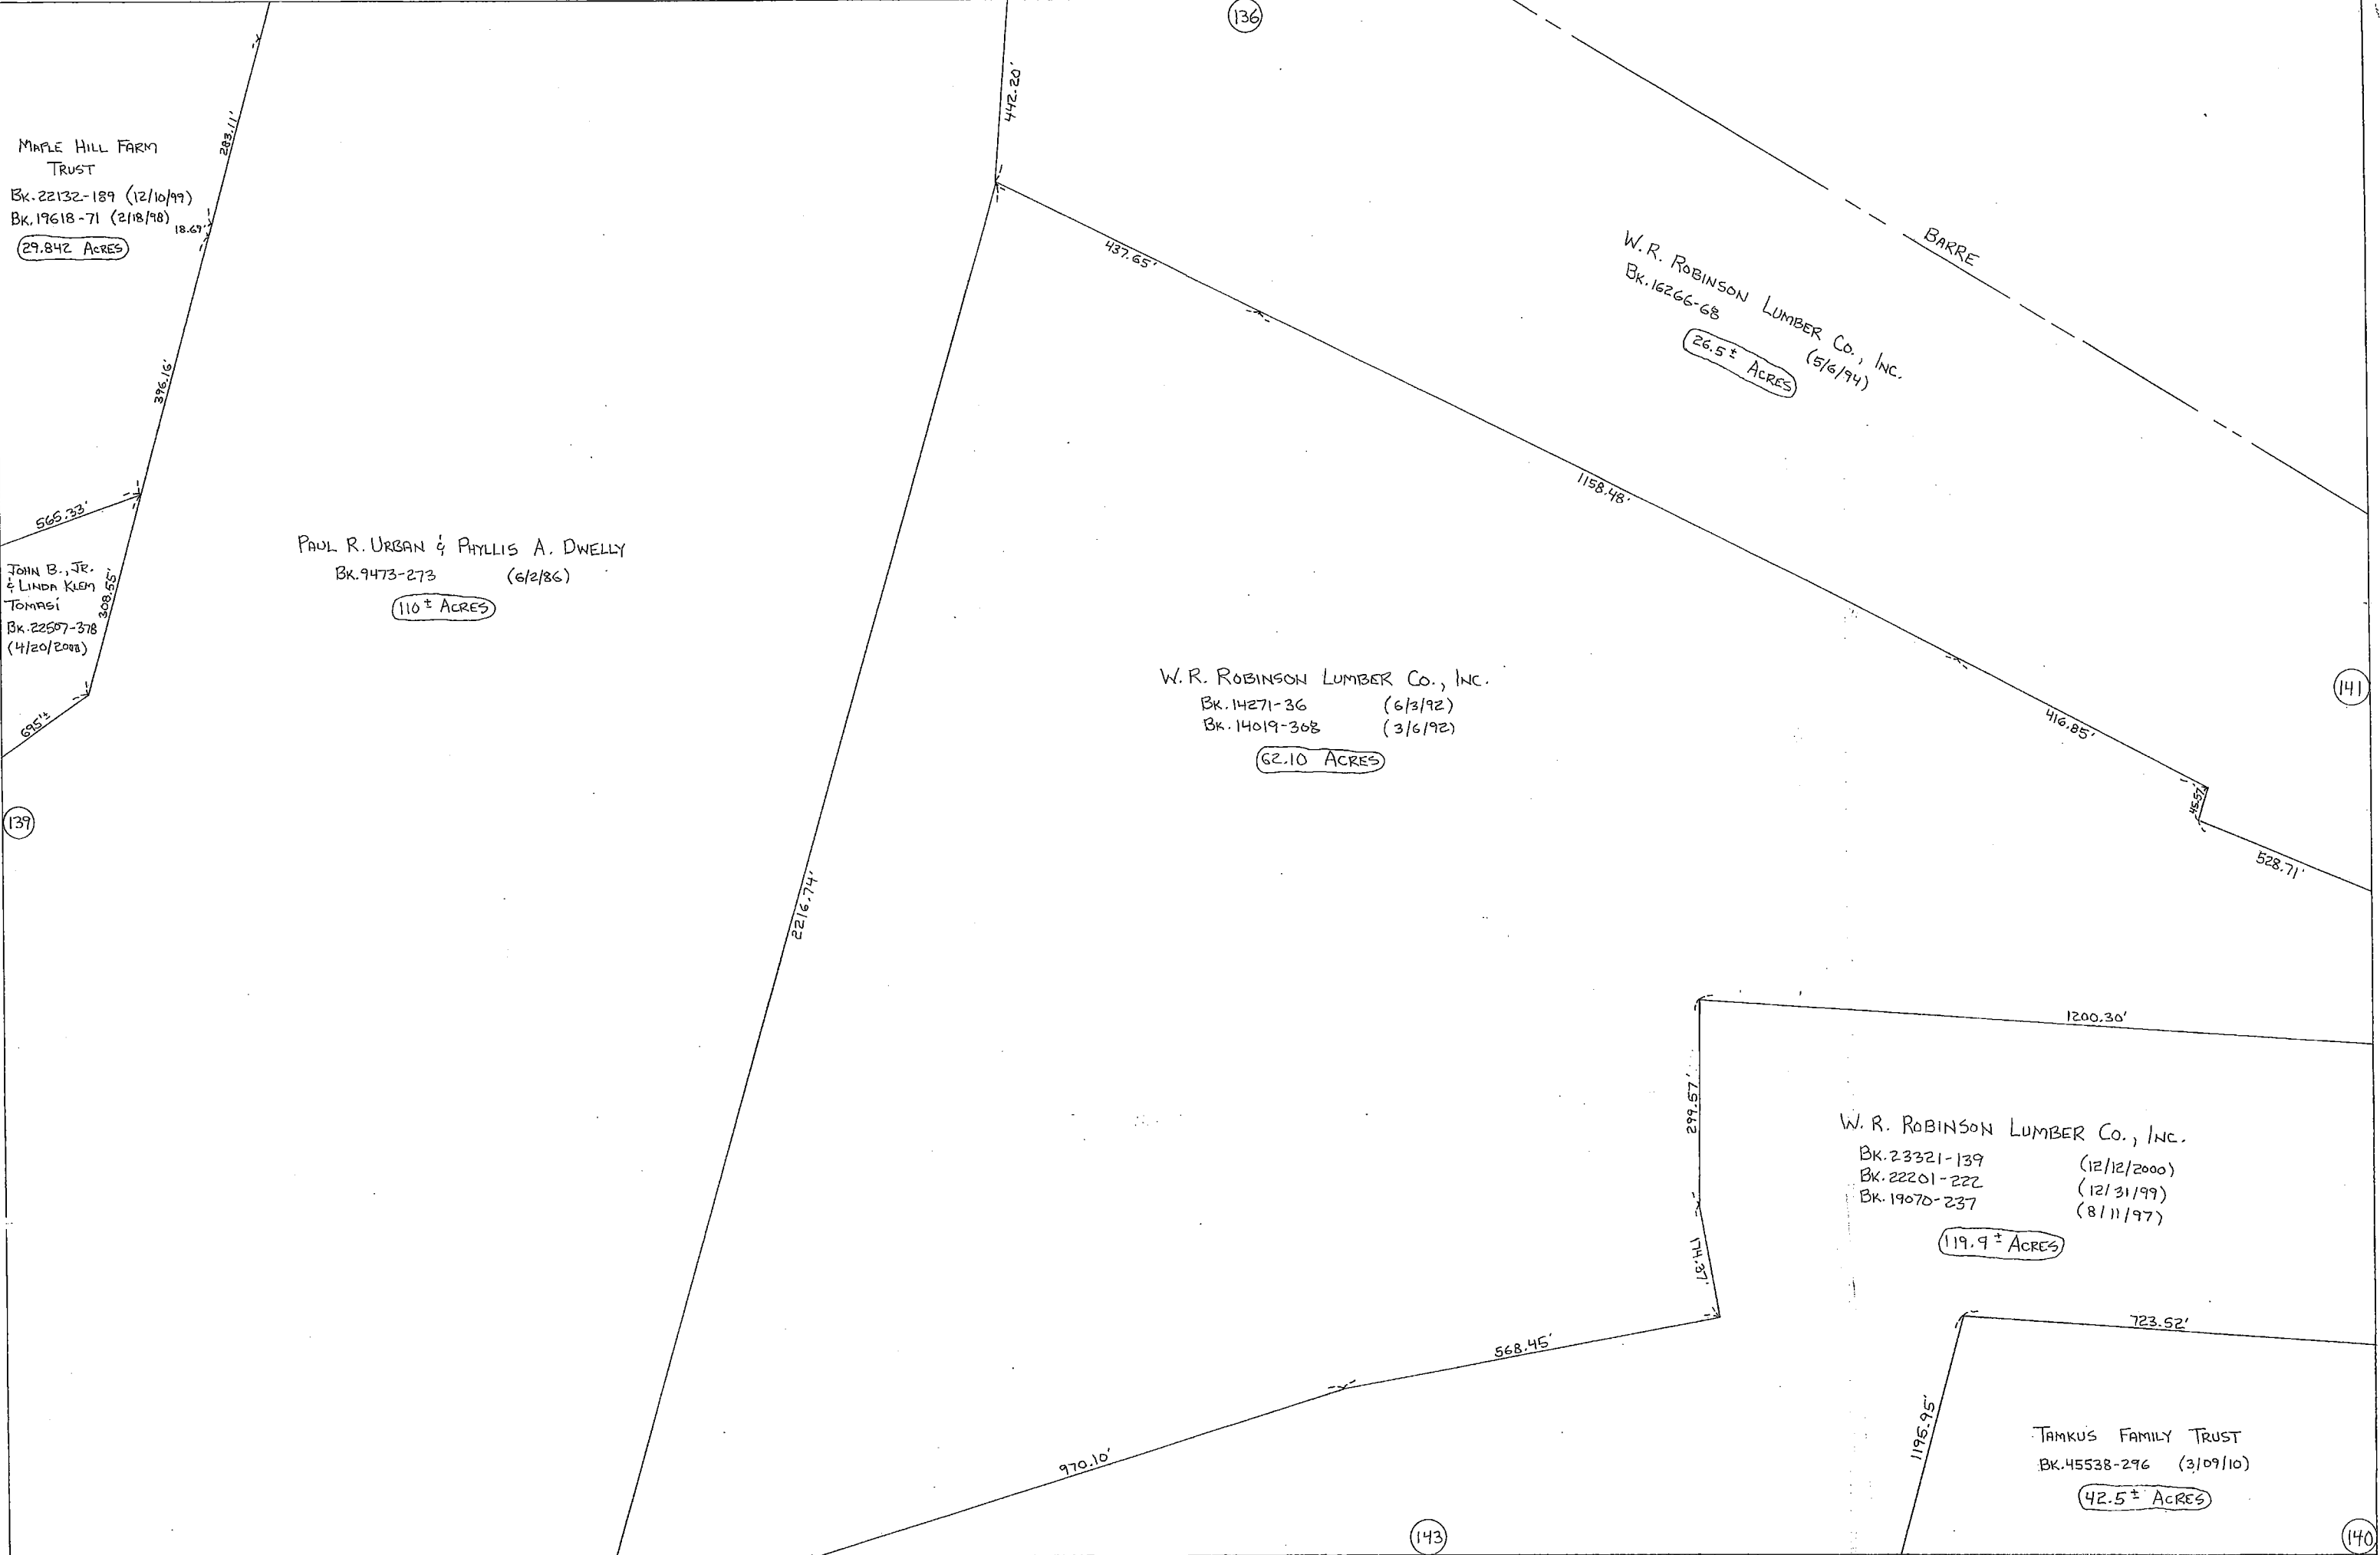 136
442.20'
283.11'
MAPLE HILL FARM
TRUST
BK.22132-189 (12/10/99)
BK.19618-71 (2/18/98)
18.69'
29.842 ACRES
437.65'
BARRE
W. R. ROBINSON LUMBER CO., INC.
BK.16266-68 (5/6/94)
26.5± ACRES
396.16'
1158.48'
565.33'
PAUL R. URBAN & PHYLLIS A. DWELLY
BK.9473-273 (6/2/86)
110± ACRES
JOHN B., JR.
& LINDA KLEM
TOMASI
BK.22507-378
308.55'
695'±
W. R. ROBINSON LUMBER CO., INC.
BK.14271-36 (6/3/92)
BK.14019-308 (3/6/92)
62.10 ACRES
141
416.85'
45.57'
139
528.71'
2216.74'
1200.30'
299.57'
W. R. ROBINSON LUMBER CO., INC.
BK.23321-139 (12/12/2000)
BK.22201-222 (12/31/99)
BK.19070-237 (8/11/97)
119.9± ACRES
174.37'
723.52'
568.45'
1195.95'
970.10'
TAMKUS FAMILY TRUST
BK.45538-296 (3/09/10)
42.5± ACRES
143
140